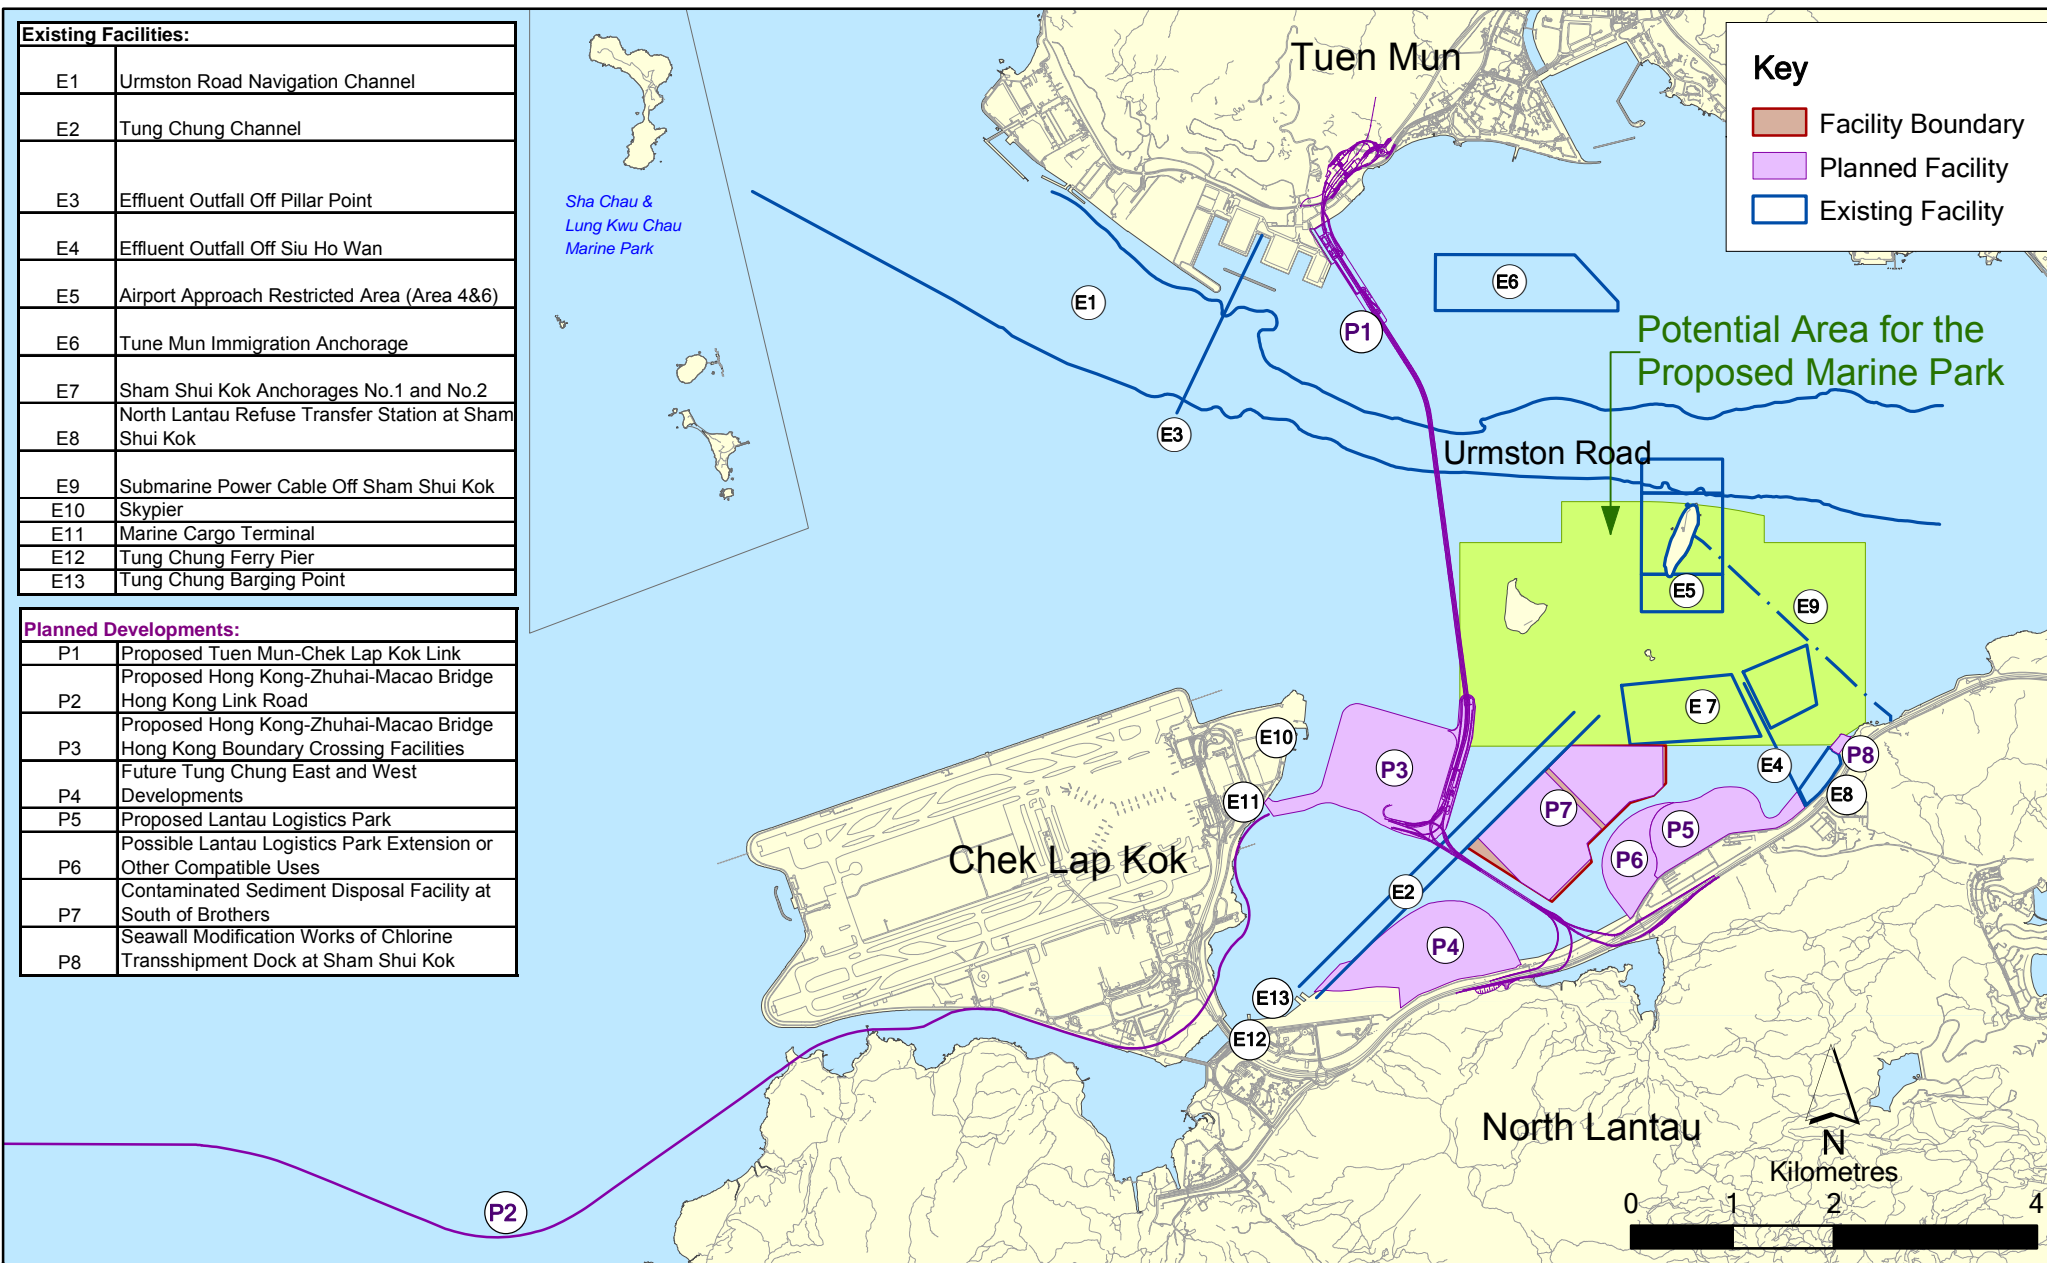 Existing Facilities:
E1 Urmston Road Navigation Channel
E2 Tung Chung Channel
E3 Effluent Outfall Off Pillar Point
E4 Effluent Outfall Off Siu Ho Wan
E5 Airport Approach Restricted Area (Area 4&6)
E6 Tune Mun Immigration Anchorage
E7 Sham Shui Kok Anchorages No.1 and No.2
North Lantau Refuse Transfer Station at Sham
E8 Shui Kok
E9 Submarine Power Cable Off Sham Shui Kok
E10 Skypier
E11 Marine Cargo Terminal
E12 Tung Chung Ferry Pier
E13 Tung Chung Barging Point
Planned Developments:
P1 Proposed Tuen Mun-Chek Lap Kok Link
Proposed Hong Kong-Zhuhai-Macao Bridge
P2 Hong Kong Link Road
Proposed Hong Kong-Zhuhai-Macao Bridge
P3 Hong Kong Boundary Crossing Facilities
Future Tung Chung East and West
P4 Developments
P5 Proposed Lantau Logistics Park
Possible Lantau Logistics Park Extension or
P6 Other Compatible Uses
Contaminated Sediment Disposal Facility at
P7 South of Brothers
Seawall Modification Works of Chlorine
P8 Transshipment Dock at Sham Shui Kok
Sha Chau &
Lung Kwu Chau
Marine Park
Tuen Mun
Key
Facility Boundary
Planned Facility
Existing Facility
E6
E1
P1
Potential Area for the
Proposed Marine Park
E3
Urmston Road
E5
E9
E 7
E10
P3
E4
P8
E11
P7
E8
P5
Chek Lap Kok
P6
E2
P4
E13
E12
North Lantau
N
Kilometres
0 1 2 4
P2